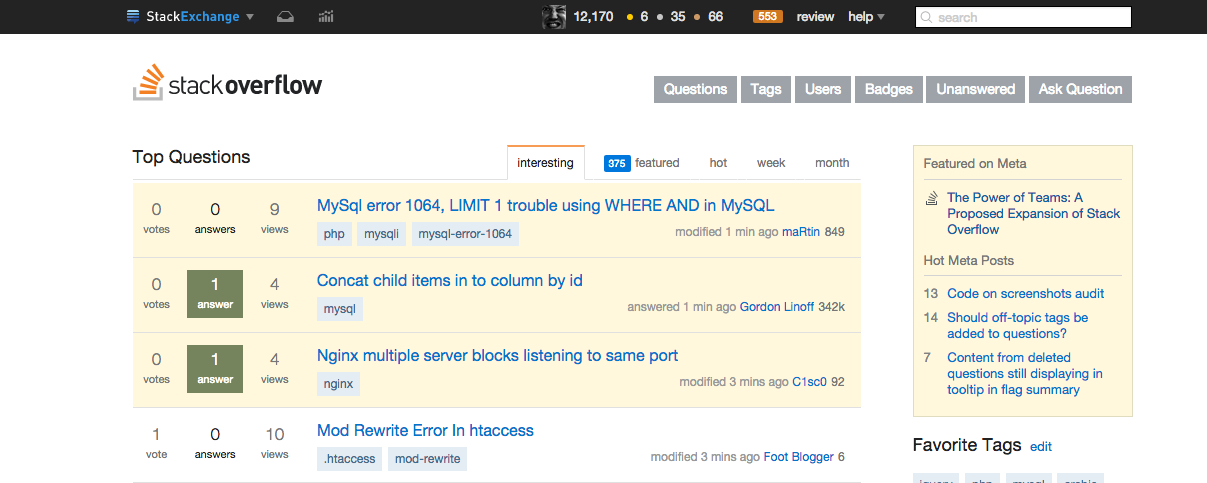 StackExchange
12,170 6 35 66 553 review help search
stackoverflow
Questions Tags Users Badges Unanswered Ask Question
Top Questions
interesting 375 featured hot week month
0 votes 0 answers 9 views
MySql error 1064, LIMIT 1 trouble using WHERE AND in MySQL
php mysqli mysql-error-1064
modified 1 min ago maRtin 849
0 votes 1 answer 4 views
Concat child items in to column by id
mysql
answered 1 min ago Gordon Linoff 342k
0 votes 1 answer 4 views
Nginx multiple server blocks listening to same port
nginx
modified 3 mins ago C1sc0 92
1 vote 0 answers 10 views
Mod Rewrite Error In htaccess
.htaccess mod-rewrite
modified 3 mins ago Foot Blogger 6
Featured on Meta
The Power of Teams: A
Proposed Expansion of Stack
Overflow
Hot Meta Posts
13 Code on screenshots audit
14 Should off-topic tags be
added to questions?
7 Content from deleted
questions still displaying in
tooltip in flag summary
Favorite Tags edit
jquery php mysql